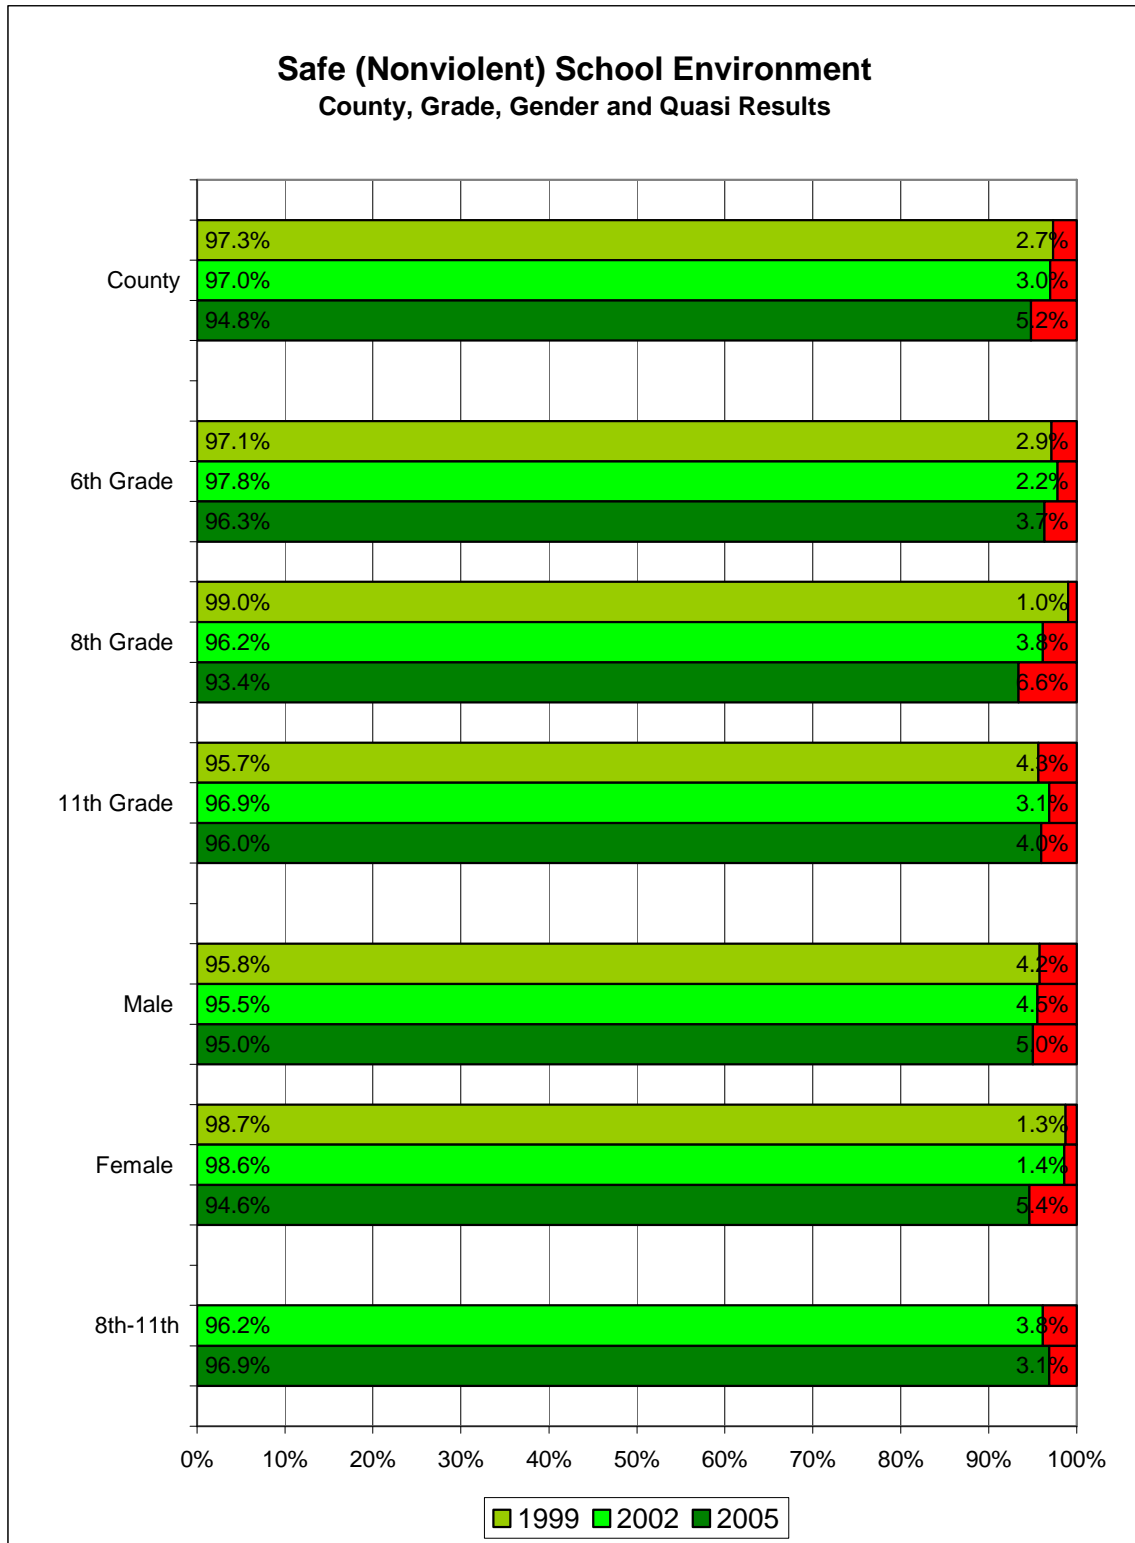 Safe (Nonviolent) School Environment
County, Grade, Gender and Quasi Results
97.3% 2.7%
County 97.0% 3.0%
94.8% 5.2%
97.1% 2.9%
6th Grade 97.8% 2.2%
96.3% 3.7%
99.0% 1.0%
8th Grade 96.2% 3.8%
93.4% 6.6%
95.7% 4.3%
11th Grade 96.9% 3.1%
96.0% 4.0%
95.8% 4.2%
Male 95.5% 4.5%
95.0% 5.0%
98.7% 1.3%
Female 98.6% 1.4%
94.6% 5.4%
8th-11th 96.2% 3.8%
96.9% 3.1%
0% 10% 20% 30% 40% 50% 60% 70% 80% 90% 100%
1999 2002 2005